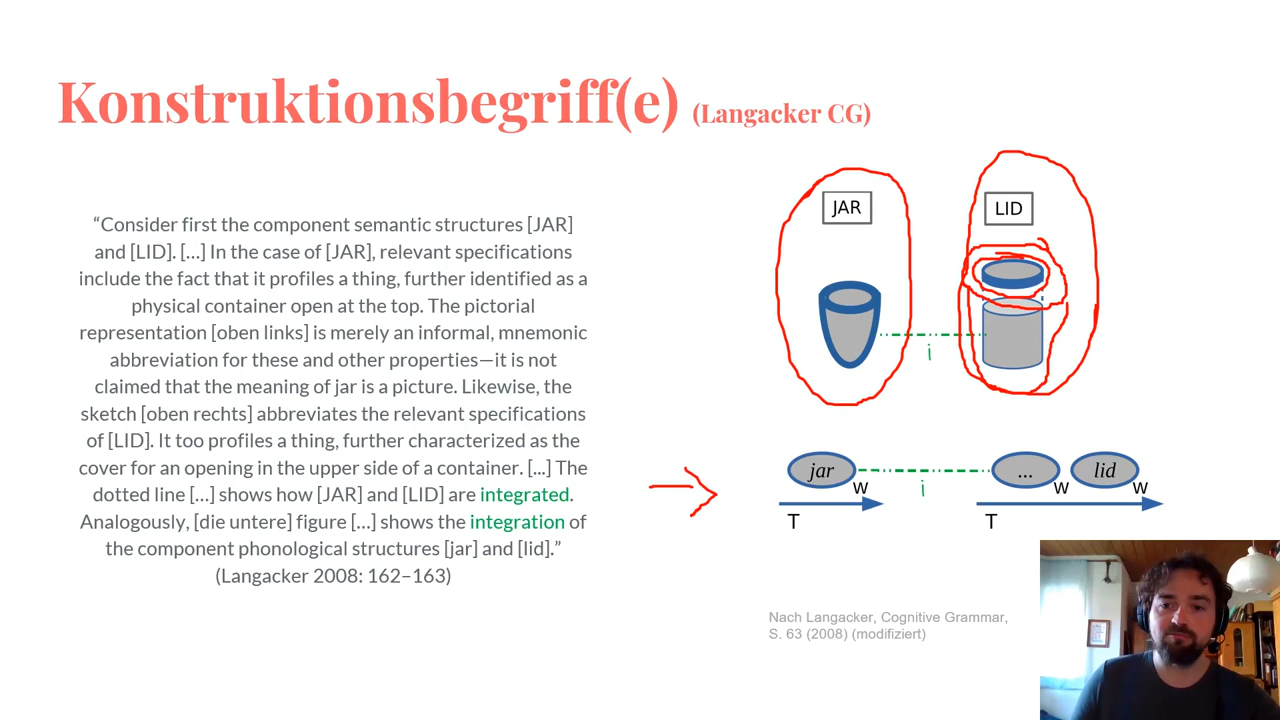 Konstruktionsbegriff(e) (Langacker CG)
“Consider first the component semantic structures [JAR]
and [LID]. [...] In the case of [JAR], relevant specifications
include the fact that it profiles a thing, further identified as a
physical container open at the top. The pictorial
representation [oben links] is merely an informal, mnemonic
abbreviation for these and other properties—it is not
claimed that the meaning of jar is a picture. Likewise, the
sketch [oben rechts] abbreviates the relevant specifications
of [LID]. It too profiles a thing, further characterized as the
cover for an opening in the upper side of a container. [...] The
dotted line [...] shows how [JAR] and [LID] are integrated.
Analogously, [die untere] figure [...] shows the integration of
the component phonological structures [jar] and [lid].”
(Langacker 2008: 162–163)
JAR
LID
i
jar
W
...
W
lid
W
i
T
T
Nach Langacker, Cognitive Grammar,
S. 63 (2008) (modifiziert)